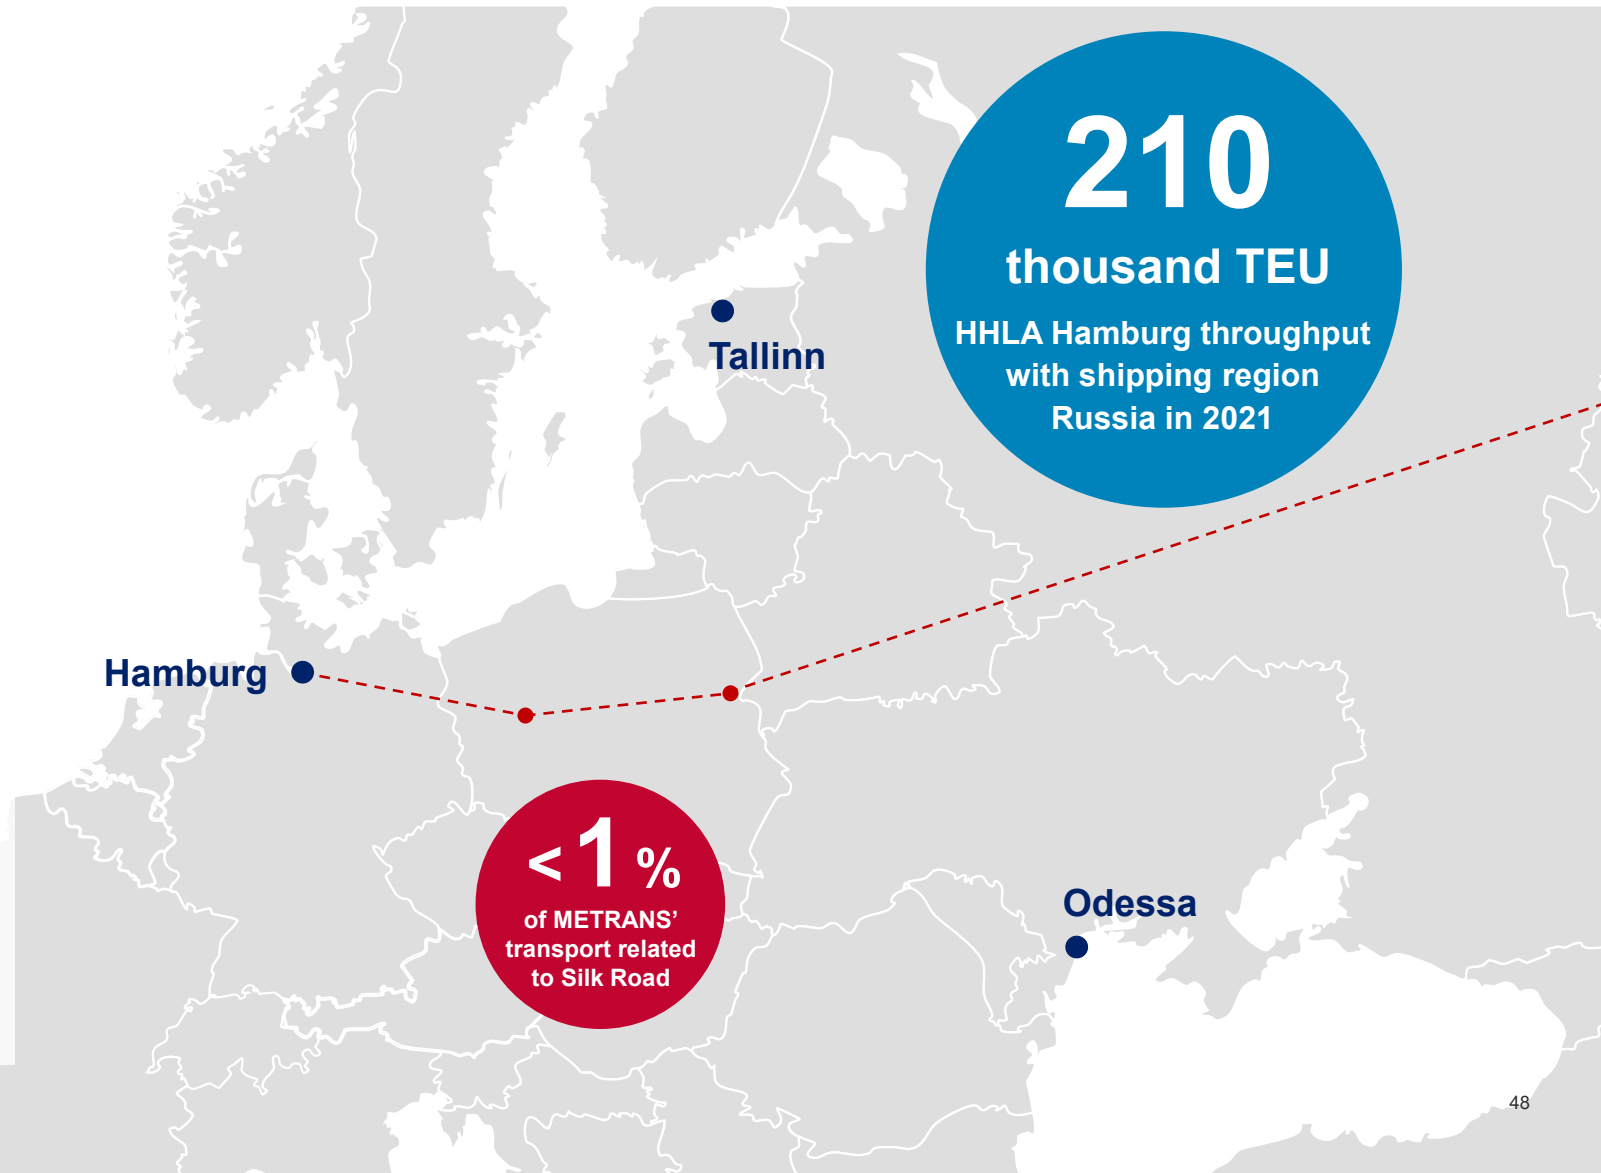 210
thousand TEU
HHLA Hamburg throughput
with shipping region
Russia in 2021
Tallinn
Hamburg
<1 %
of METRANS’
transport related
to Silk Road
Odessa
48